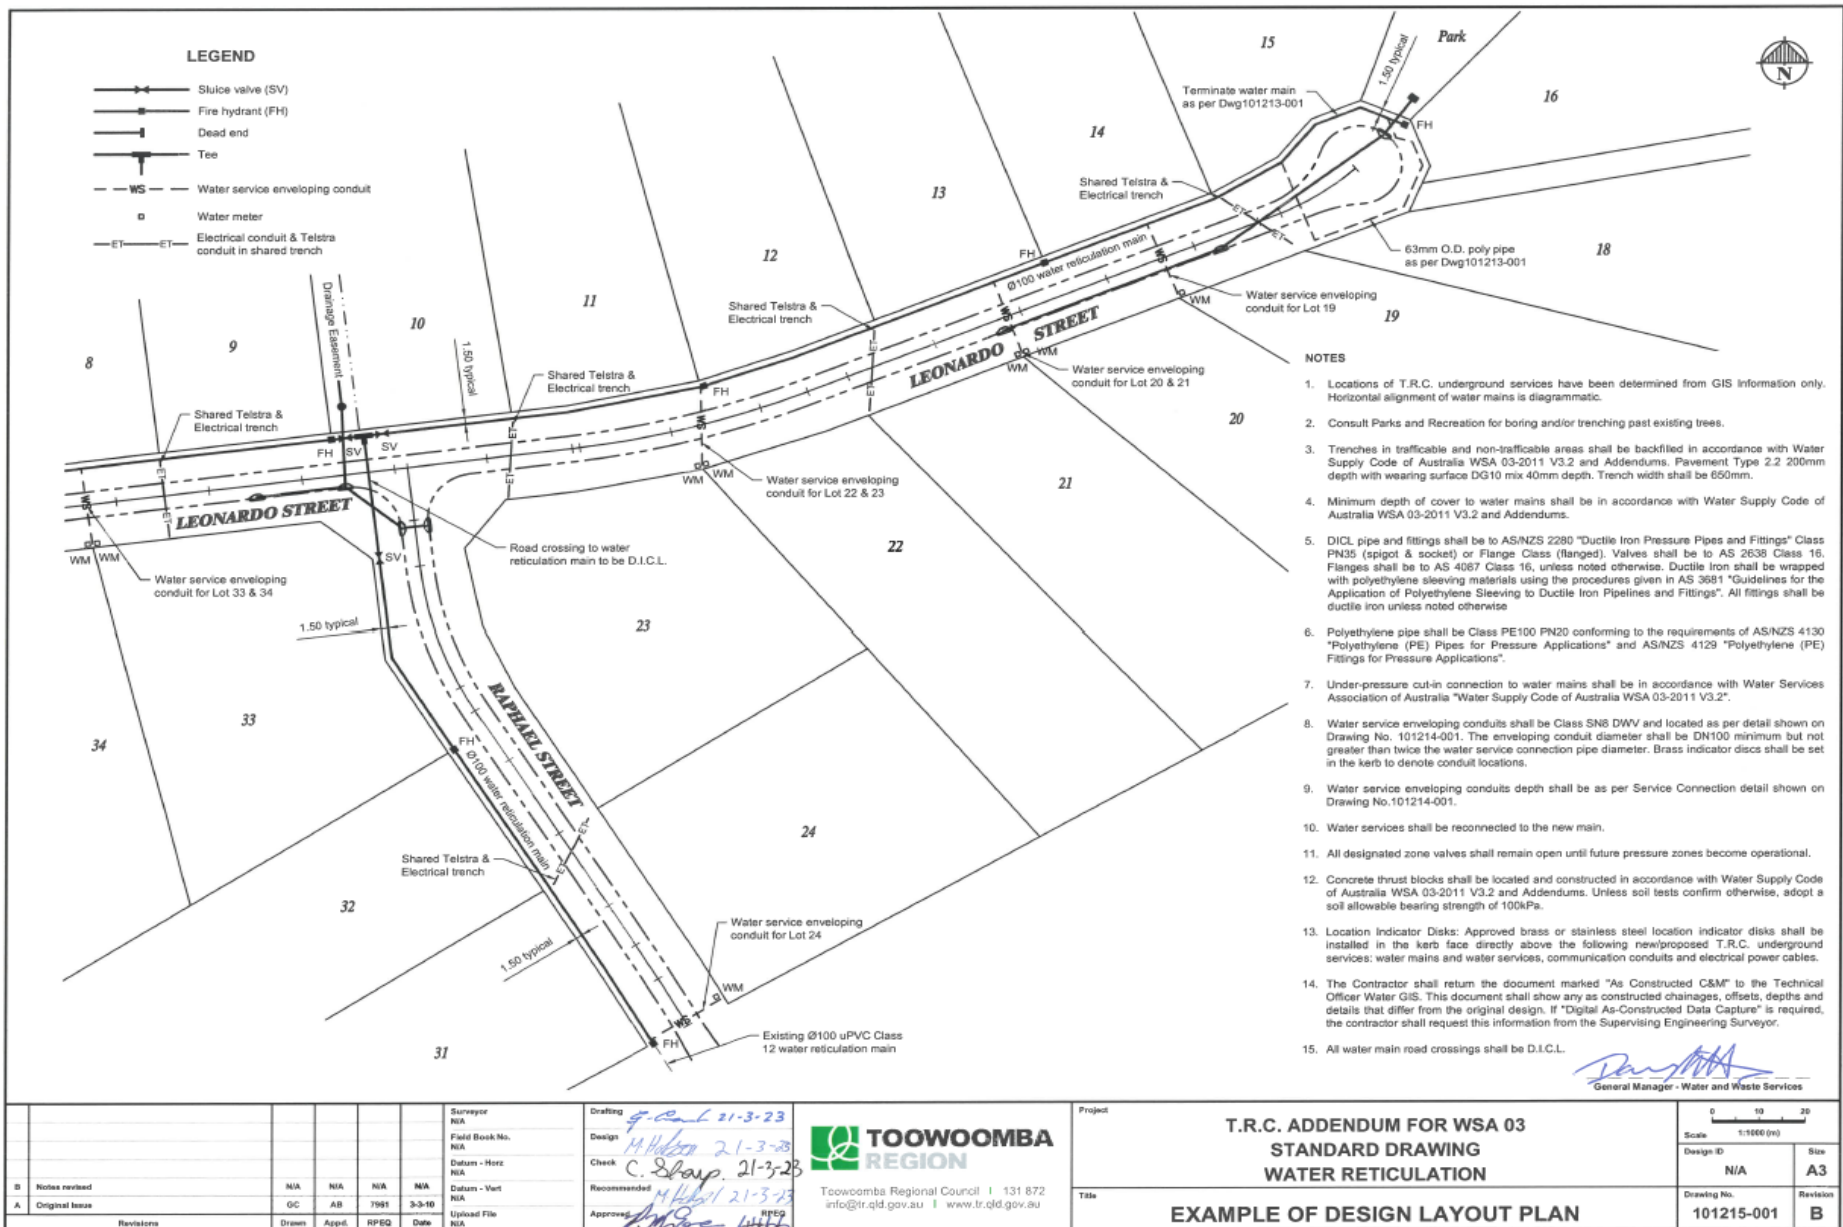 LEGEND
Sluice valve (SV)
Fire hydrant (FH)
Dead end
Tee
WS
Water service enveloping conduit
Water meter
ET
ET
Electrical conduit & Telstra
conduit in shared trench
15
Park
1.50 typical
N
Terminate water main
as per Dwg101213-001
16
FH
14
13
Shared Telstra &
Electrical trench
ET
ET
12
FH
Ø100 water reticulation main
WS
63mm O.D. poly pipe
as per Dwg101213-001
18
11
Shared Telstra &
Electrical trench
WS
WM
Water service enveloping
conduit for Lot 19
19
Drainage Easement
10
9
8
1.50 typical
ET
LEONARDO STREET
WM
WM
Water service enveloping
conduit for Lot 20 & 21
ET
20
Shared Telstra &
Electrical trench
FH
Shared Telstra &
Electrical trench
WS
ET
FH
SV
SV
ET
WM
WM
Water service enveloping
conduit for Lot 22 & 23
21
ET
WS
ET
LEONARDO STREET
22
WM
WM
SV
Road crossing to water
reticulation main to be D.I.C.L.
Water service enveloping
conduit for Lot 33 & 34
1.50 typical
23
33
34
RAPHAEL STREET
FH
Ø100 water reticulation main
ET
24
Shared Telstra &
Electrical trench
ET
32
Water service enveloping
conduit for Lot 24
1.50 typical
WM
WS
FH
Existing Ø100 uPVC Class
12 water reticulation main
31
NOTES
1. Locations of T.R.C. underground services have been determined from GIS Information only.
Horizontal alignment of water mains is diagrammatic.
2. Consult Parks and Recreation for boring and/or trenching past existing trees.
3. Trenches in trafficable and non-trafficable areas shall be backfilled in accordance with Water
Supply Code of Australia WSA 03-2011 V3.2 and Addendums. Pavement Type 2.2 200mm
depth with wearing surface DG10 mix 40mm depth. Trench width shall be 650mm.
4. Minimum depth of cover to water mains shall be in accordance with Water Supply Code of
Australia WSA 03-2011 V3.2 and Addendums.
5. DICL pipe and fittings shall be to AS/NZS 2280 "Ductile Iron Pressure Pipes and Fittings" Class
PN35 (spigot & socket) or Flange Class (flanged). Valves shall be to AS 2638 Class 16.
Flanges shall be to AS 4087 Class 16, unless noted otherwise. Ductile Iron shall be wrapped
with polyethylene sleeving materials using the procedures given in AS 3681 "Guidelines for the
Application of Polyethylene Sleeving to Ductile Iron Pipelines and Fittings". All fittings shall be
ductile iron unless noted otherwise
6. Polyethylene pipe shall be Class PE100 PN20 conforming to the requirements of AS/NZS 4130
"Polyethylene (PE) Pipes for Pressure Applications" and AS/NZS 4129 "Polyethylene (PE)
Fittings for Pressure Applications".
7. Under-pressure cut-in connection to water mains shall be in accordance with Water Services
Association of Australia "Water Supply Code of Australia WSA 03-2011 V3.2".
8. Water service enveloping conduits shall be Class SN8 DWV and located as per detail shown on
Drawing No. 101214-001. The enveloping conduit diameter shall be DN100 minimum but not
greater than twice the water service connection pipe diameter. Brass indicator discs shall be set
in the kerb to denote conduit locations.
9. Water service enveloping conduits depth shall be as per Service Connection detail shown on
Drawing No.101214-001.
10. Water services shall be reconnected to the new main.
11. All designated zone valves shall remain open until future pressure zones become operational.
12. Concrete thrust blocks shall be located and constructed in accordance with Water Supply Code
of Australia WSA 03-2011 V3.2 and Addendums. Unless soil tests confirm otherwise, adopt a
soil allowable bearing strength of 100kPa.
13. Location Indicator Disks: Approved brass or stainless steel location indicator disks shall be
installed in the kerb face directly above the following new/proposed T.R.C. underground
services: water mains and water services, communication conduits and electrical power cables.
14. The Contractor shall return the document marked "As Constructed C&M" to the Technical
Officer Water GIS. This document shall show any as constructed chainages, offsets, depths and
details that differ from the original design. If "Digital As-Constructed Data Capture" is required,
the contractor shall request this information from the Supervising Engineering Surveyor.
15. All water main road crossings shall be D.I.C.L.
General Manager - Water and Waste Services
B Notes revised N/A N/A N/A N/A
A Original Issue GC AB 7991 3-3-10
Revisions Drawn Appd. RPEQ Date
Surveyor
N/A
Field Book No.
N/A
Datum - Horz
N/A
Datum - Vert
N/A
Upload File
N/A
Drafting 21-3-23
Design 21-3-23
Check C. Sharp. 21-3-23
Recommended 21-3-23
Approved RPEQ
TOOWOOMBA
REGION
Toowoomba Regional Council | 131 872
info@tr.qld.gov.au | www.tr.qld.gov.au
Project
T.R.C. ADDENDUM FOR WSA 03
STANDARD DRAWING
WATER RETICULATION
Title
EXAMPLE OF DESIGN LAYOUT PLAN
0 10 20
Scale 1:1000 (m)
Design ID
N/A
Size
A3
Drawing No.
101215-001
Revision
B